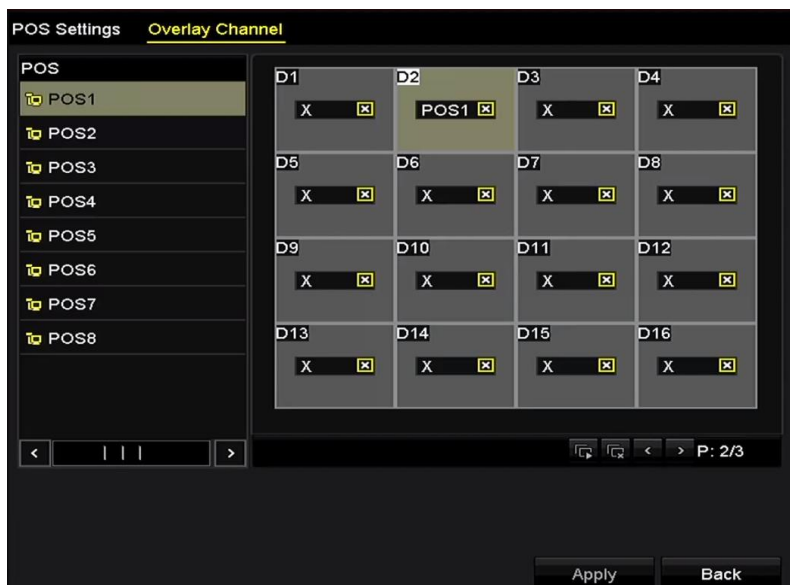 POS Settings Overlay Channel
POS
POS1
POS2
POS3
POS4
POS5
POS6
POS7
POS8
D1 D2 D3 D4
X POS1 X X
D5 D6 D7 D8
X X X X
D9 D10 D11 D12
X X X X
D13 D14 D15 D16
X X X X
P: 2/3
Apply Back